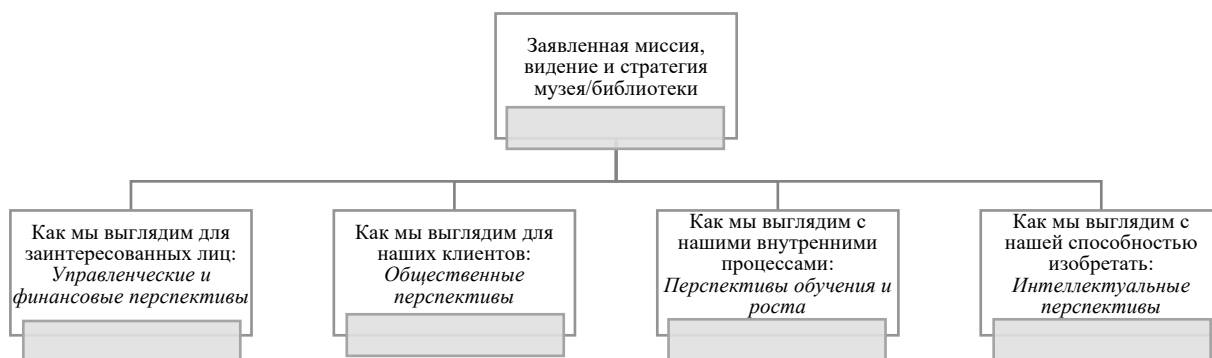 Заявленная миссия,
видение и стратегия
музея/библиотеки
Как мы выглядим для
заинтересованных лиц:
Управленческие и
финансовые перспективы
Как мы выглядим для
наших клиентов:
Общественные
перспективы
Как мы выглядим с
нашими внутренними
процессами:
Перспективы обучения и
роста
Как мы выглядим с
нашей способностью
изобретать:
Интеллектуальные
перспективы